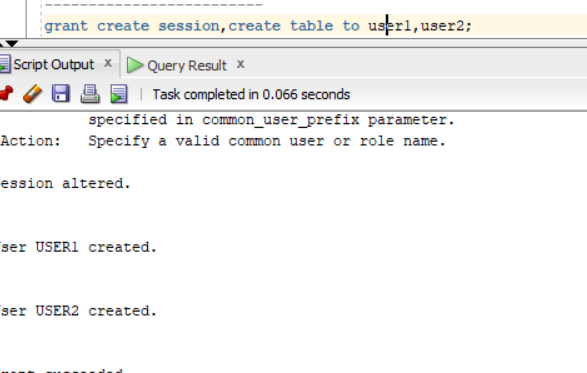 grant create session,create table to user1,user2;
Script Output x Query Result x
Task completed in 0.066 seconds
specified in common_user_prefix parameter.
Action: Specify a valid common user or role name.
ession altered.
ser USER1 created.
ser USER2 created.